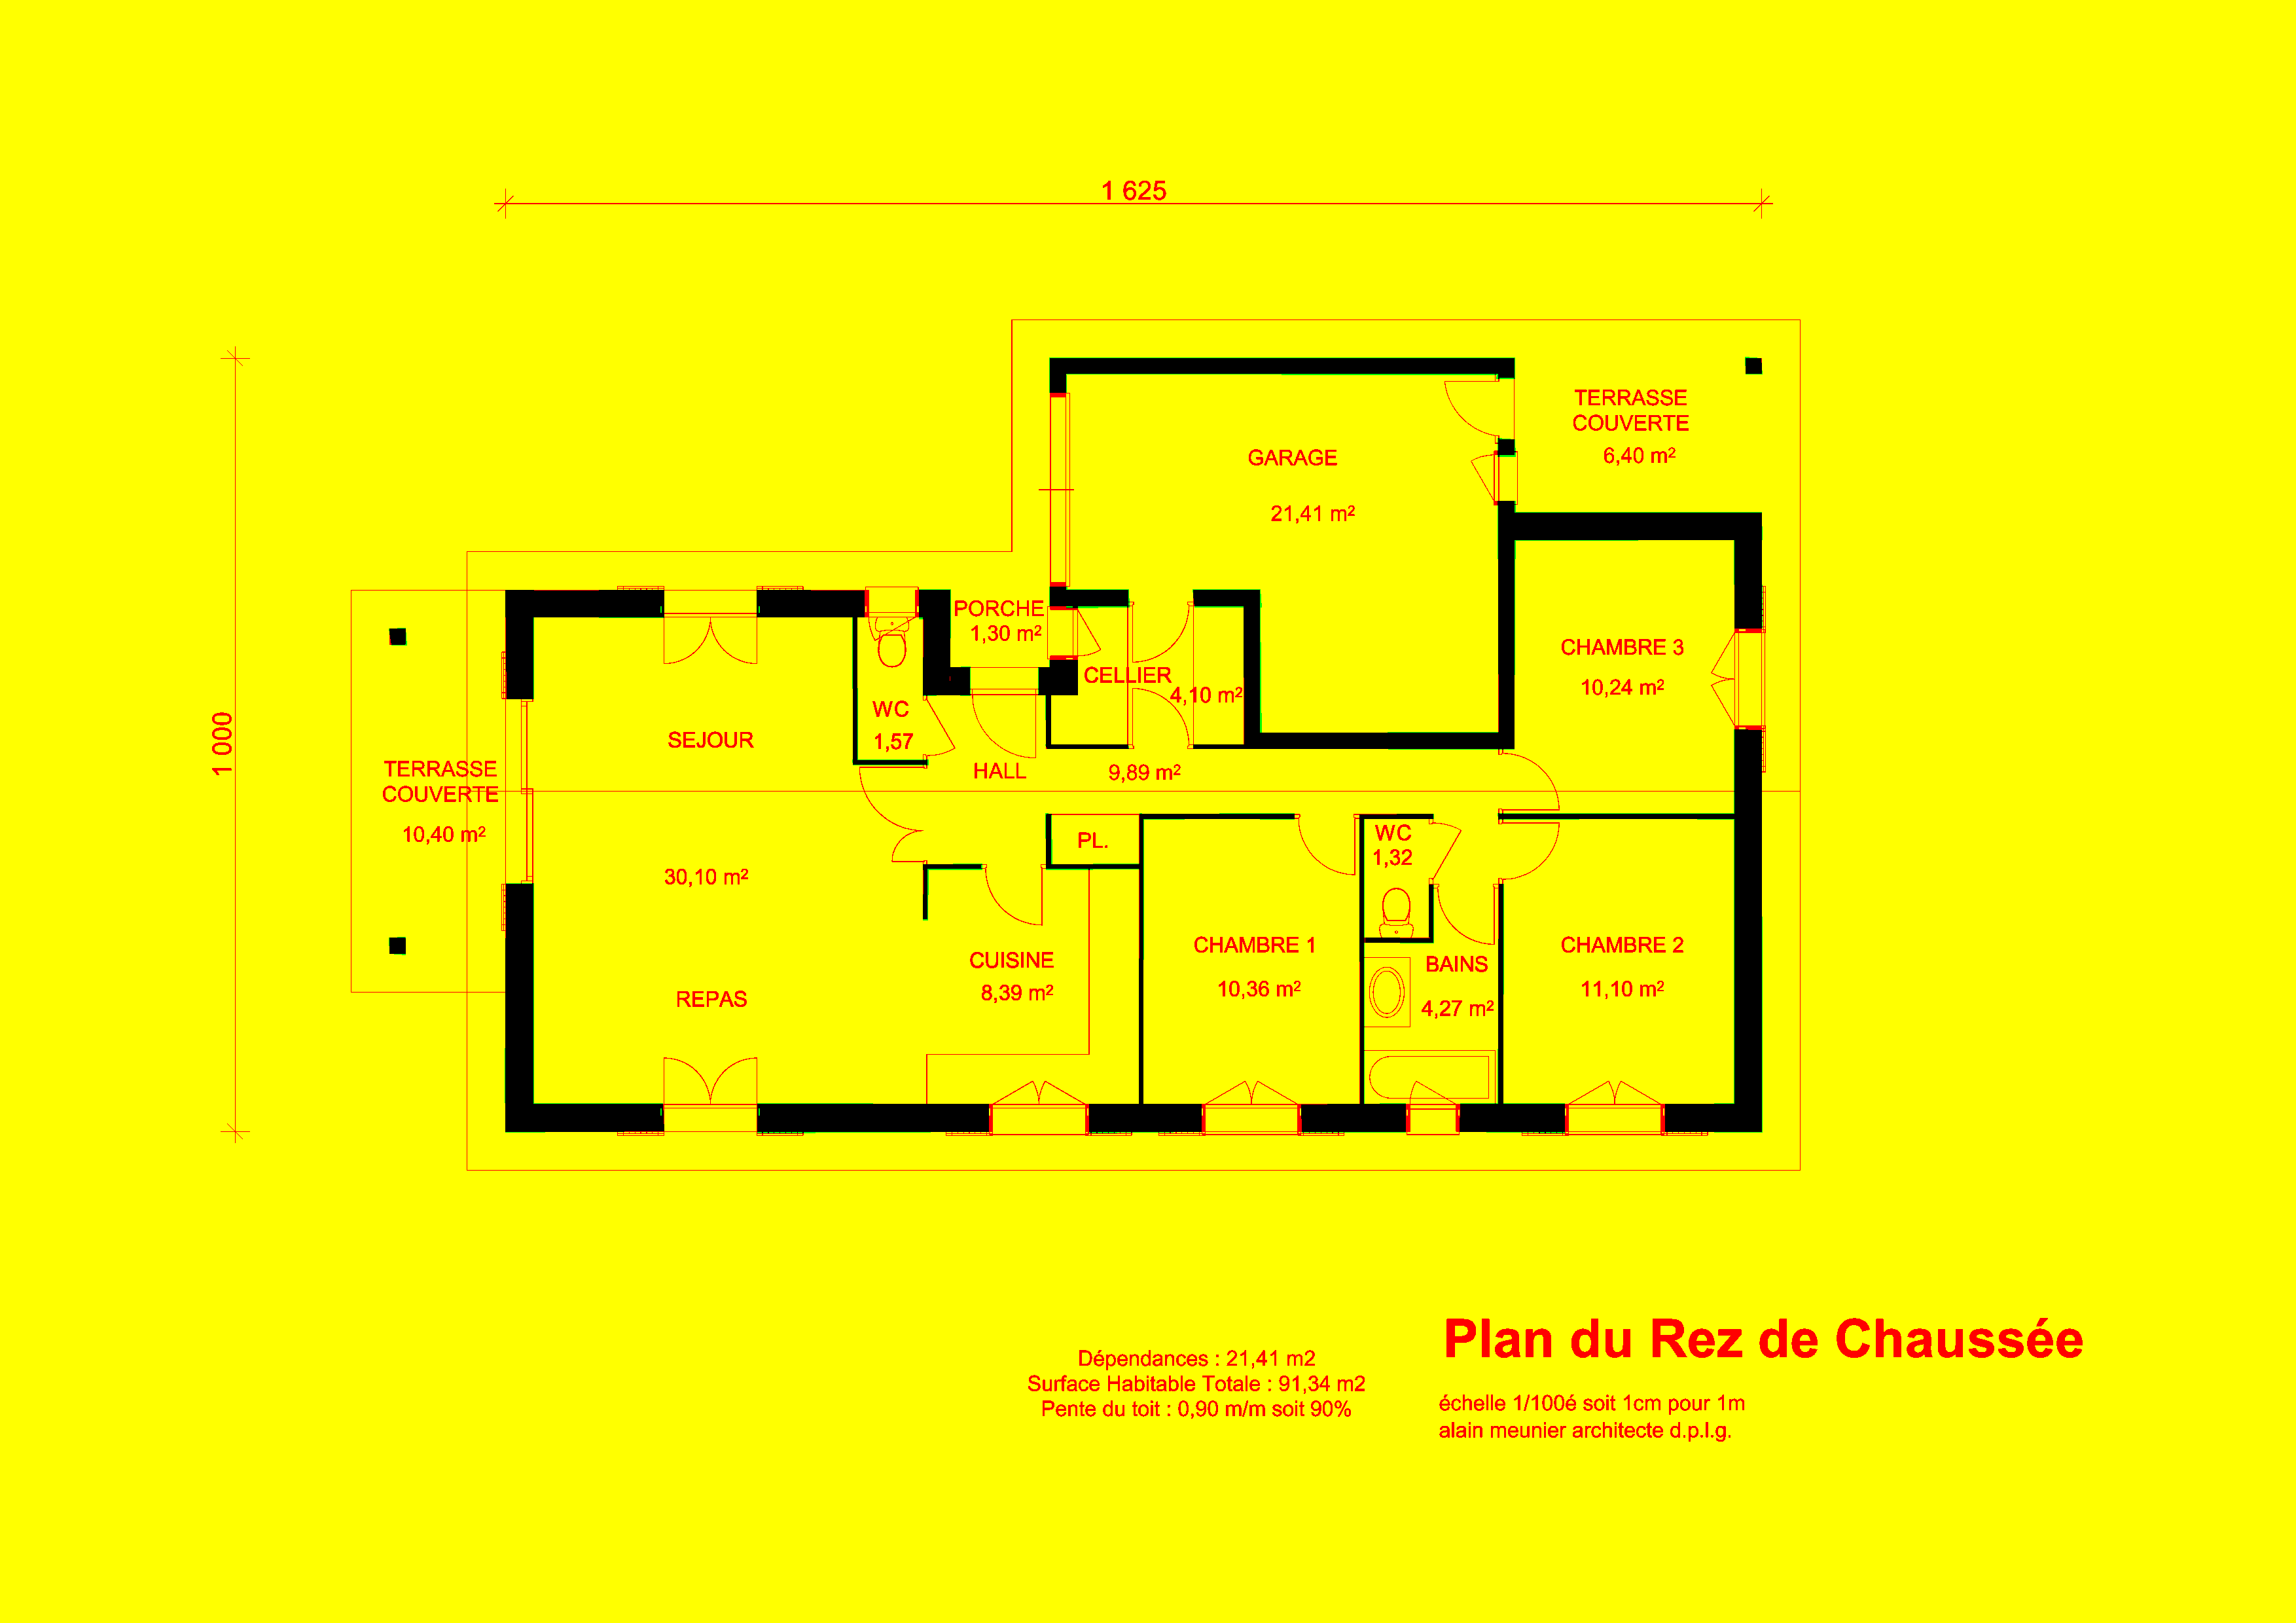 1 625
1 000
TERRASSE
COUVERTE
6,40 m²
GARAGE
21,41 m²
PORCHE
1,30 m²
CELLIER
4,10 m²
CHAMBRE 3
10,24 m²
WC
1,57
SEJOUR
HALL
9,89 m²
TERRASSE
COUVERTE
10,40 m²
30,10 m²
PL.
WC
1,32
REPAS
CUISINE
8,39 m²
CHAMBRE 1
10,36 m²
BAINS
4,27 m²
CHAMBRE 2
11,10 m²
Dépendances : 21,41 m2
Surface Habitable Totale : 91,34 m2
Pente du toit : 0,90 m/m soit 90%
Plan du Rez de Chaussée
échelle 1/100é soit 1cm pour 1m
alain meunier architecte d.p.l.g.